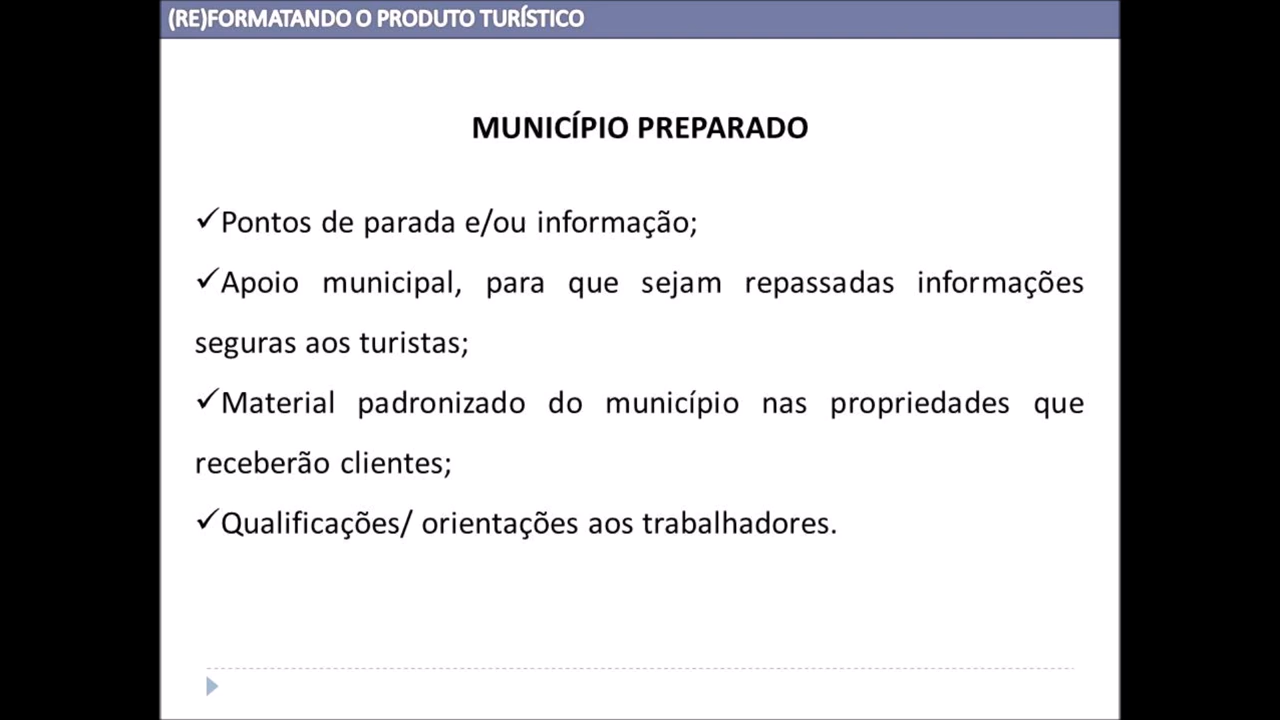 (RE)FORMATANDO O PRODUTO TURÍSTICO
MUNICÍPIO PREPARADO
✓Pontos de parada e/ou informação;
✓Apoio municipal, para que sejam repassadas informações
seguras aos turistas;
✓Material padronizado do município nas propriedades que
receberão clientes;
✓Qualificações/ orientações aos trabalhadores.